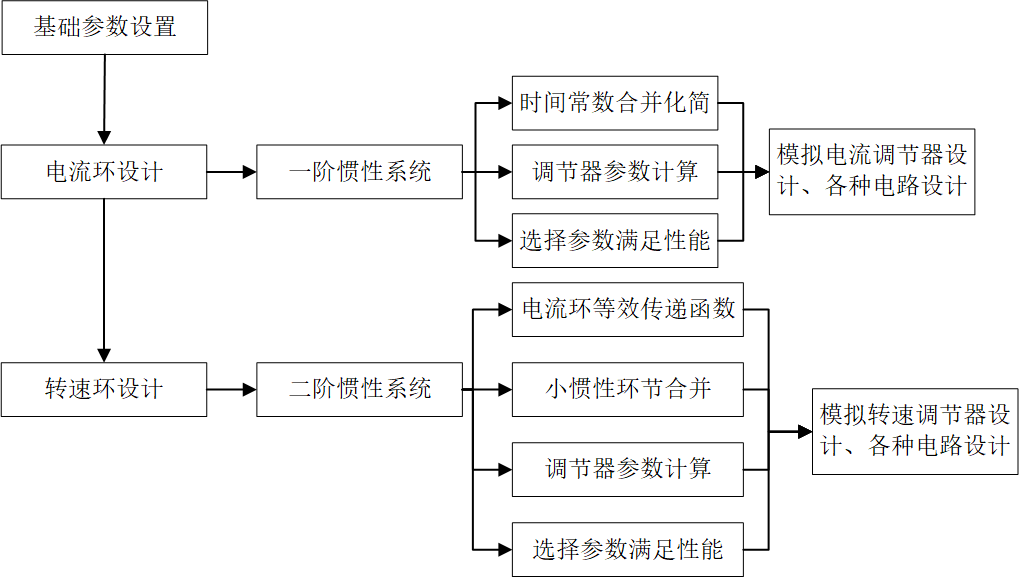 基础参数设置
电流环设计
一阶惯性系统
时间常数合并化简
调节器参数计算
选择参数满足性能
模拟电流调节器设
计、各种电路设计
转速环设计
二阶惯性系统
电流环等效传递函数
小惯性环节合并
调节器参数计算
选择参数满足性能
模拟转速调节器设
计、各种电路设计